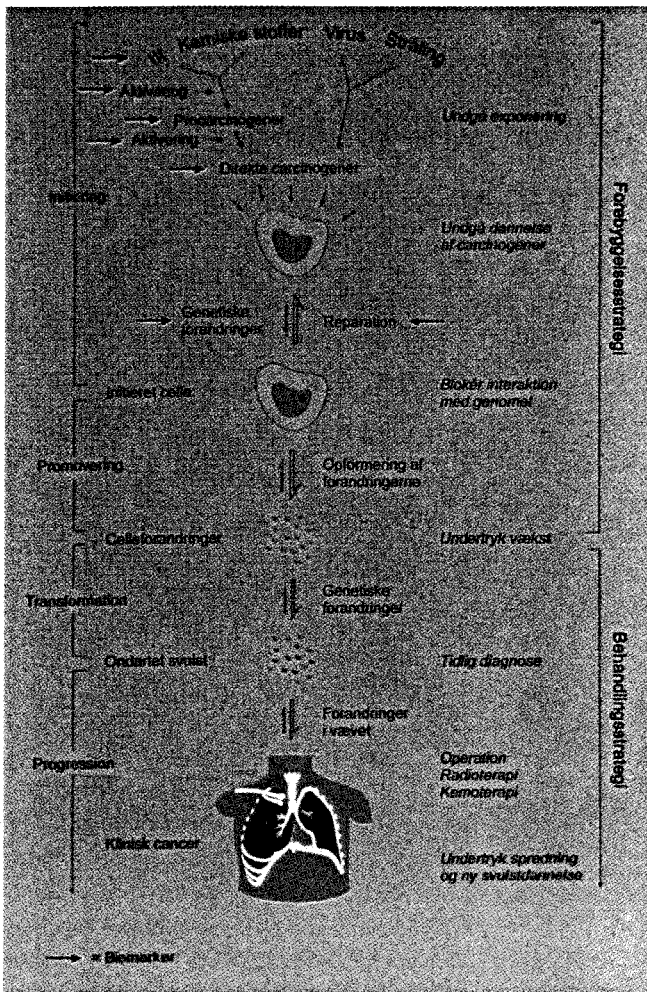 Kemiske stoffer Virus Stråling
Aktivering
Procarcinogener
Undgå exponering
Aktivering
Direkte carcinogener
Undgå dannelse
af carcinogener
Genetiske
forandringer
Reparation
Initieret celle
Blokér interaktion
med genomet
Promovering
Opformering af
forandringerne
Celleforandringer
Undertryk vækst
Transformation
Genetiske
forandringer
Ondartet svulst
Tidlig diagnose
Forandringer
i vævet
Progression
Operation
Radioterapi
Kemoterapi
Klinisk cancer
Undertryk spredning
og ny svulstdannelse
= Biomarkør
Forebyggelsesstrategi
Behandlingsstrategi